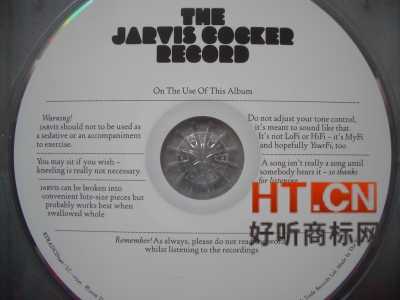 THE
JARVIS COCKER
RECORD
On The Use Of This Album
Warning!
JARVIS should not to be used as
a sedative or an accompaniment
to exercise.
You may sit if you wish –
kneeling is really not necessary.
JARVIS can be broken into
convenient bite-size pieces but
probably works best when
swallowed whole
Do not adjust your tone control,
it's meant to sound like that.
It's not LoFi or HiFi – it's MyFi
and hopefully YourFi, too
A song isn't really a song until
somebody hears it – so thanks
for listening
Remember! As always, please do not read the words
whilst listening to the recordings
HT.CN
好听商标网